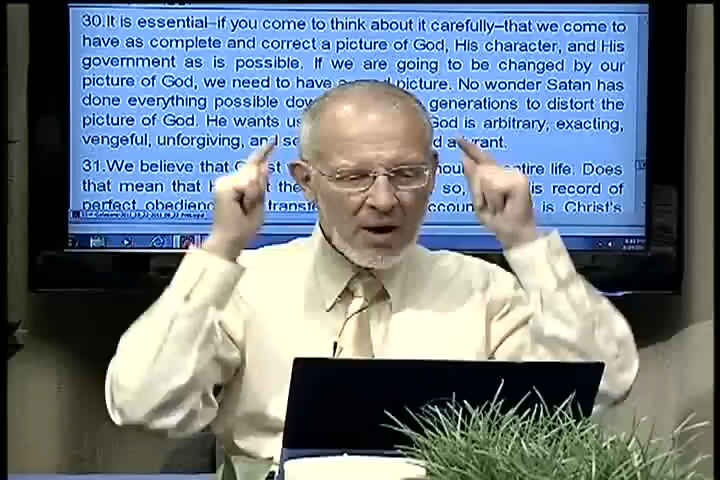 30.It is essential–if you come to think about it carefully–that we come to
have as complete and correct a picture of God, His character, and His
government as is possible. If we are going to be changed by our
picture of God, we need to have picture. No wonder Satan has
done everything possible generations to distort the
picture of God. He wants God is arbitrary, exacting,
vengeful, unforgiving, and
31.We believe that entire life. Does
that mean that so, is record of
perfect is Christ's